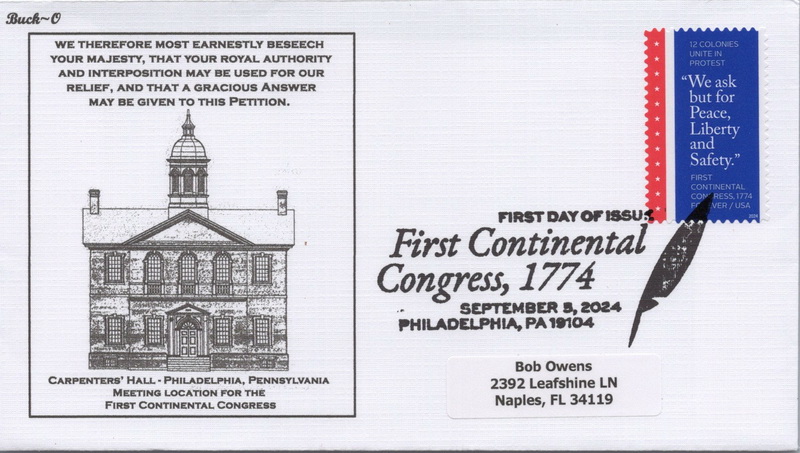 Buck~O
WE THEREFORE MOST EARNESTLY BESEECH
YOUR MAJESTY, THAT YOUR ROYAL AUTHORITY
AND INTERPOSITION MAY BE USED FOR OUR
RELIEF, AND THAT A GRACIOUS ANSWER
MAY BE GIVEN TO THIS PETITION.
CARPENTERS' HALL - PHILADELPHIA, PENNSYLVANIA
MEETING LOCATION FOR THE
FIRST CONTINENTAL CONGRESS
12 COLONIES
UNITE IN
PROTEST
“We ask
but for
Peace,
Liberty
and
Safety.”
FIRST
CONTINENTAL
CONGRESS, 1774
FOREVER / USA
2024
FIRST DAY OF ISSUE
First Continental
Congress, 1774
SEPTEMBER 5, 2024
PHILADELPHIA, PA 19104
Bob Owens
2392 Leafshine LN
Naples, FL 34119